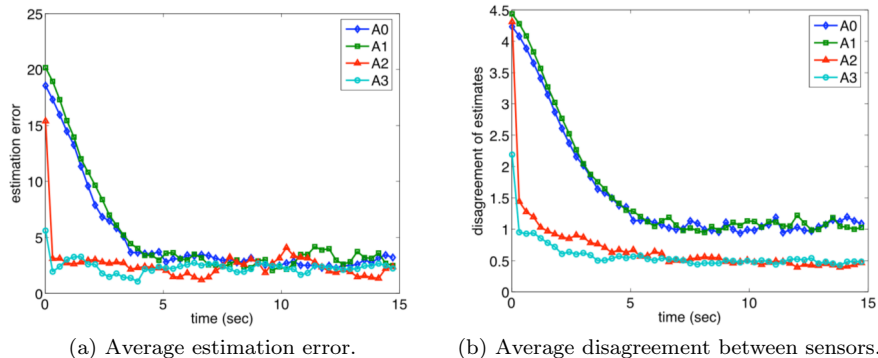 25
20
15
10
5
0
estimation error
A0
A1
A2
A3
0
5
10
15
time (sec)
(a) Average estimation error.
4.5
4
3.5
3
2.5
2
1.5
1
0.5
0
disagreement of estimates
A0
A1
A2
A3
0
5
10
15
time (sec)
(b) Average disagreement between sensors.